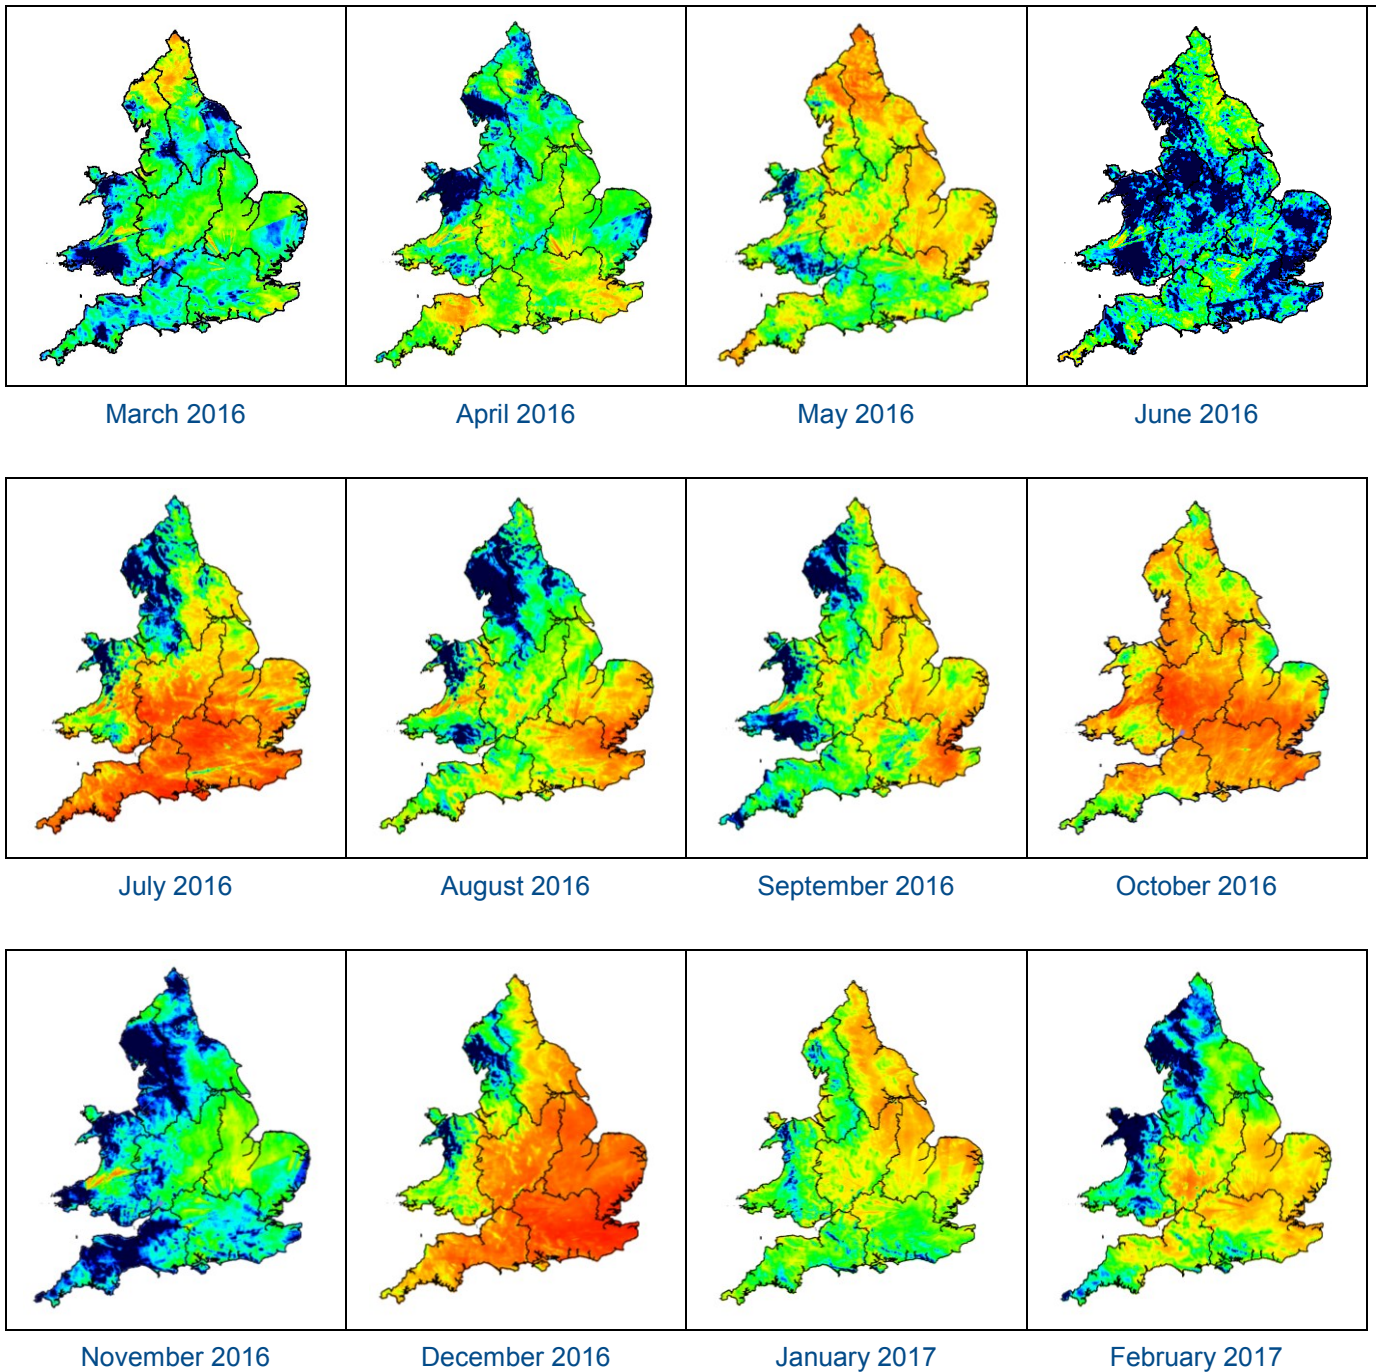 March 2016
April 2016
May 2016
June 2016
July 2016
August 2016
September 2016
October 2016
November 2016
December 2016
January 2017
February 2017